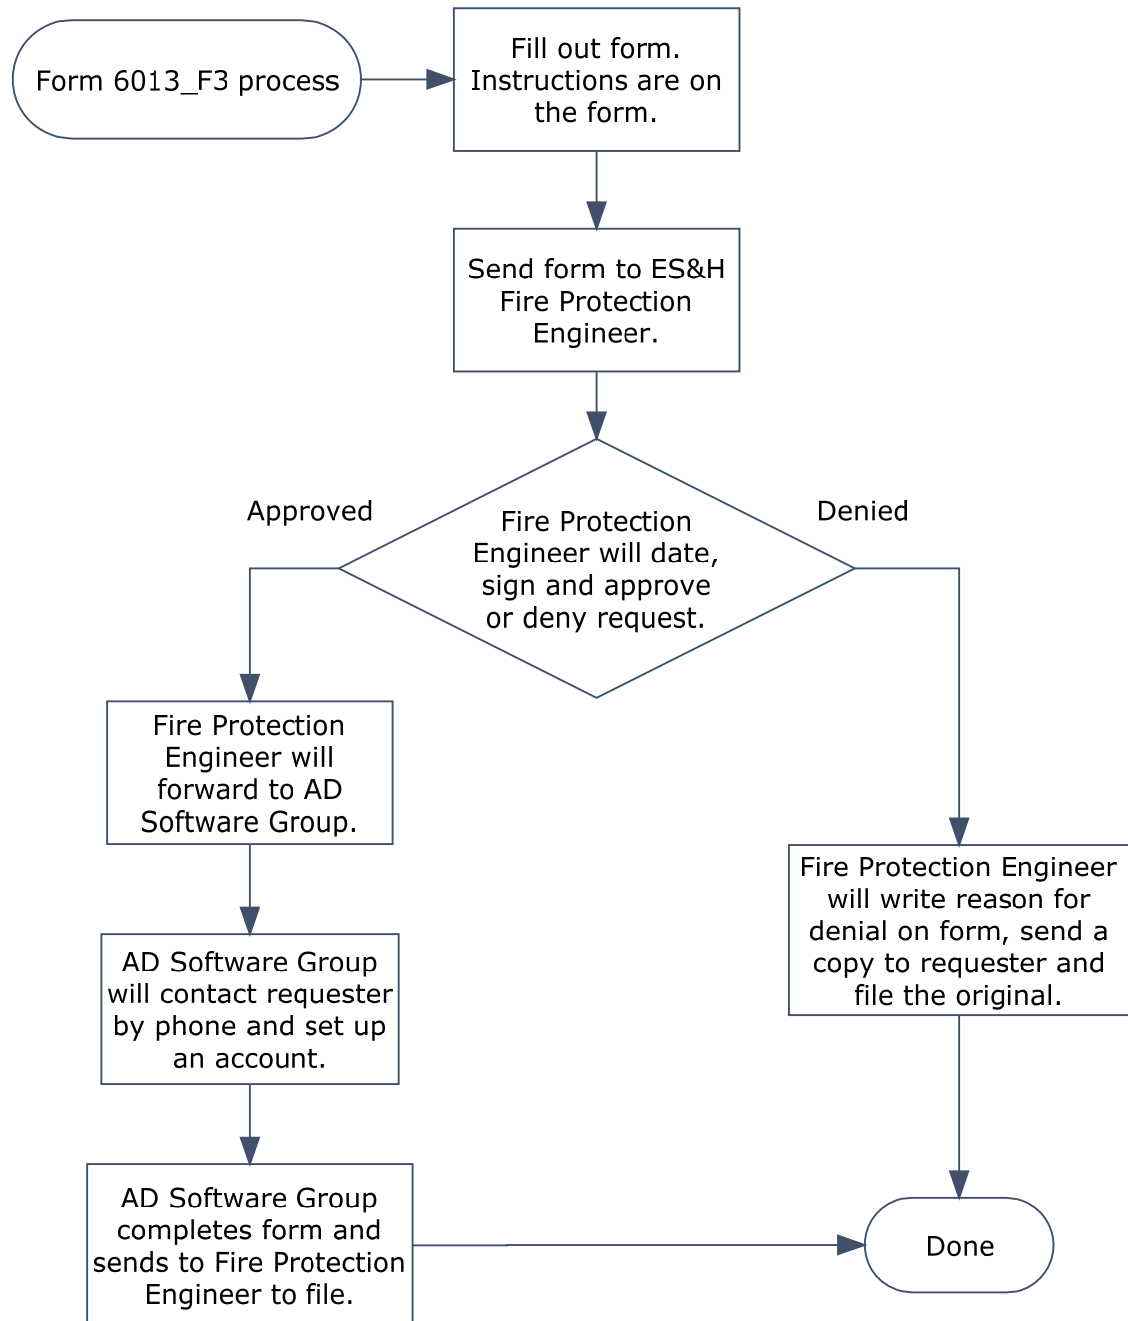 Form 6013_F3 process
Fill out form.
Instructions are on
the form.
Send form to ES&H
Fire Protection
Engineer.
Approved
Denied
Fire Protection
Engineer will date,
sign and approve
or deny request.
Fire Protection
Engineer will
forward to AD
Software Group.
Fire Protection Engineer
will write reason for
denial on form, send a
copy to requester and
file the original.
AD Software Group
will contact requester
by phone and set up
an account.
AD Software Group
completes form and
sends to Fire Protection
Engineer to file.
Done